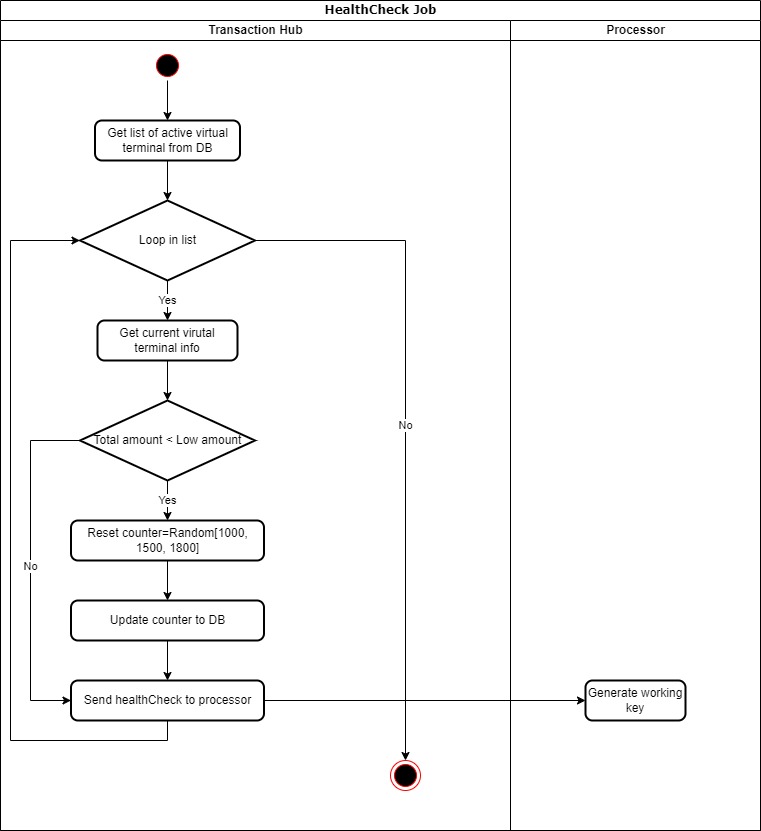 HealthCheck Job
Transaction Hub
Processor
Get list of active virtual
terminal from DB
Loop in list
Yes
Get current virutal
terminal info
No
Total amount < Low amount
Yes
Reset counter=Random[1000,
1500, 1800]
No
Update counter to DB
Send healthCheck to processor
Generate working
key